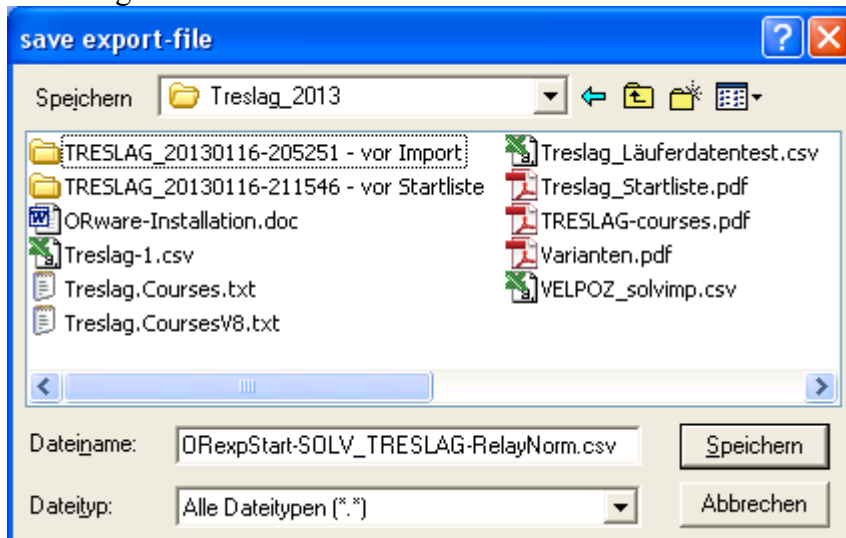 save export-file
Speichern Treslag_2013
TRESLAG_20130116-205251 - vor Import
TRESLAG_20130116-211546 - vor Startliste
ORware-Installation.doc
Treslag-1.csv
Treslag.Courses.txt
Treslag.CoursesV8.txt
Treslag_Läuferdatentest.csv
Treslag_Startliste.pdf
TRESLAG-courses.pdf
Varianten.pdf
VELPOZ_solvimp.csv
Dateiname: ORexpStart-SOLV_TRESLAG-RelayNorm.csv Speichern
Dateityp: Alle Dateitypen (*.*) Abbrechen